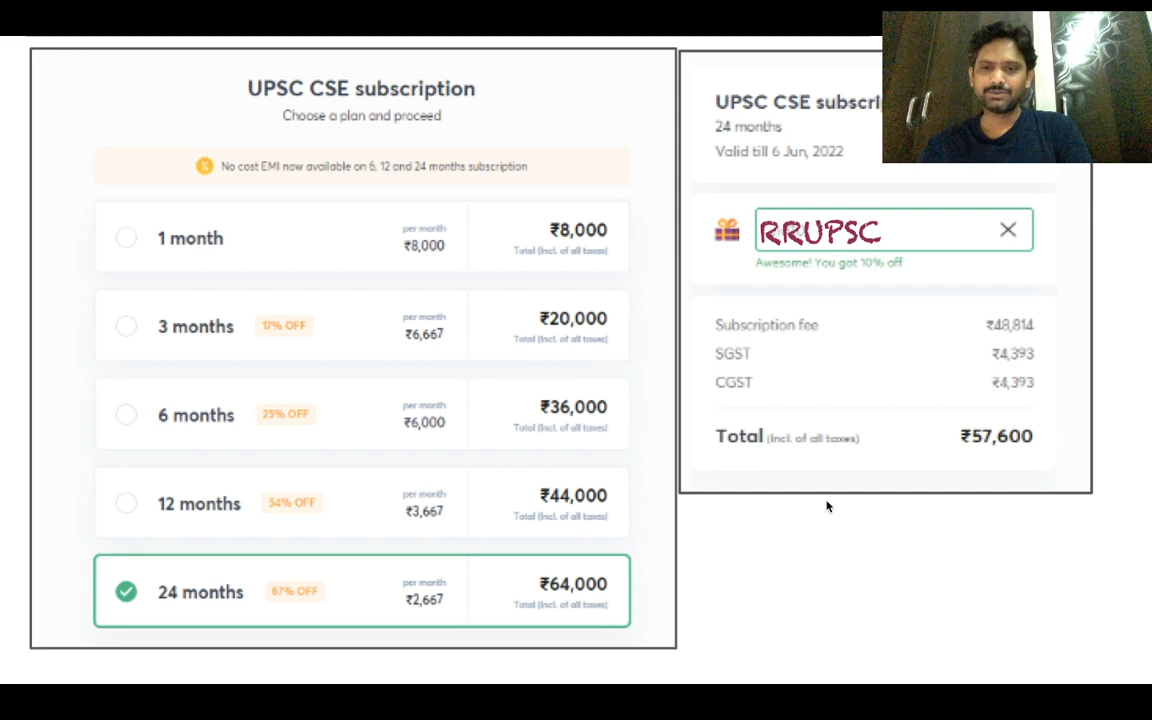 UPSC CSE subscription
Choose a plan and proceed
No cost EMI now available on 6, 12 and 24 months subscription
1 month
per month
₹8,000
₹8,000
Total (Incl. of all taxes)
3 months
17% OFF
per month
₹6,667
₹20,000
Total (Incl. of all taxes)
6 months
25% OFF
per month
₹6,000
₹36,000
Total (Incl. of all taxes)
12 months
54% OFF
per month
₹3,667
₹44,000
Total (Incl. of all taxes)
24 months
67% OFF
per month
₹2,667
₹64,000
Total (Incl. of all taxes)
UPSC CSE subscri
24 months
Valid till 6 Jun, 2022
RRUPSC
Awesome! You got 10% off
Subscription fee ₹48,814
SGST ₹4,393
CGST ₹4,393
Total (Incl. of all taxes) ₹57,600